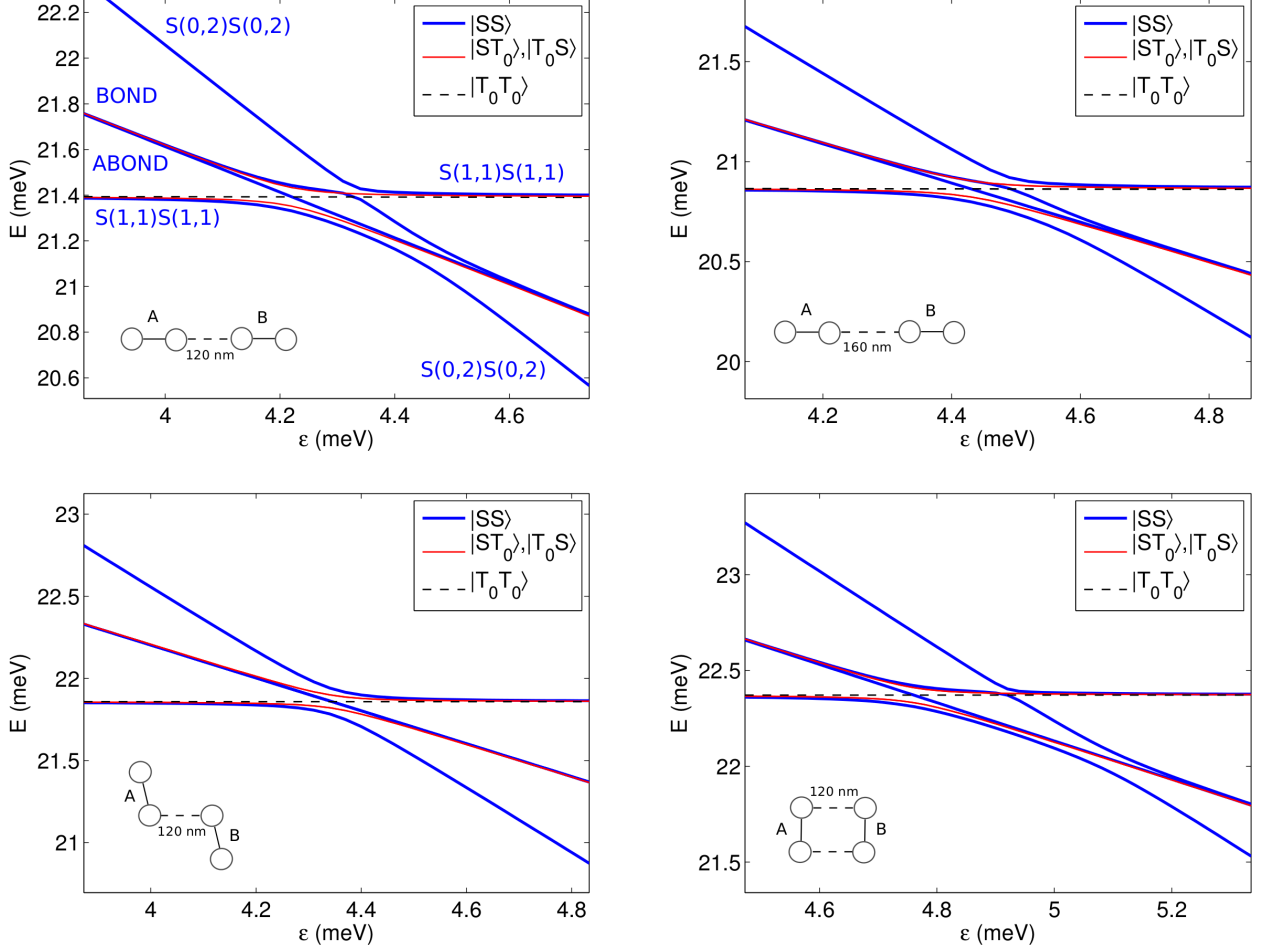 22.2
22
21.8
21.6
21.4
21.2
21
20.8
20.6
E (meV)
S(0,2)S(0,2)
BOND
ABOND
S(1,1)S(1,1)
S(1,1)S(1,1)
S(0,2)S(0,2)
|SS⟩
|ST₀⟩,|T₀S⟩
|T₀T₀⟩
A B
120 nm
4 4.2 4.4 4.6
ε (meV)
21.5
21
20.5
20
E (meV)
|SS⟩
|ST₀⟩,|T₀S⟩
|T₀T₀⟩
A B
160 nm
4.2 4.4 4.6 4.8
ε (meV)
23
22.5
22
21.5
21
E (meV)
|SS⟩
|ST₀⟩,|T₀S⟩
|T₀T₀⟩
A
120 nm
B
4 4.2 4.4 4.6 4.8
ε (meV)
23
22.5
22
21.5
E (meV)
|SS⟩
|ST₀⟩,|T₀S⟩
|T₀T₀⟩
120 nm
A B
4.6 4.8 5 5.2
ε (meV)